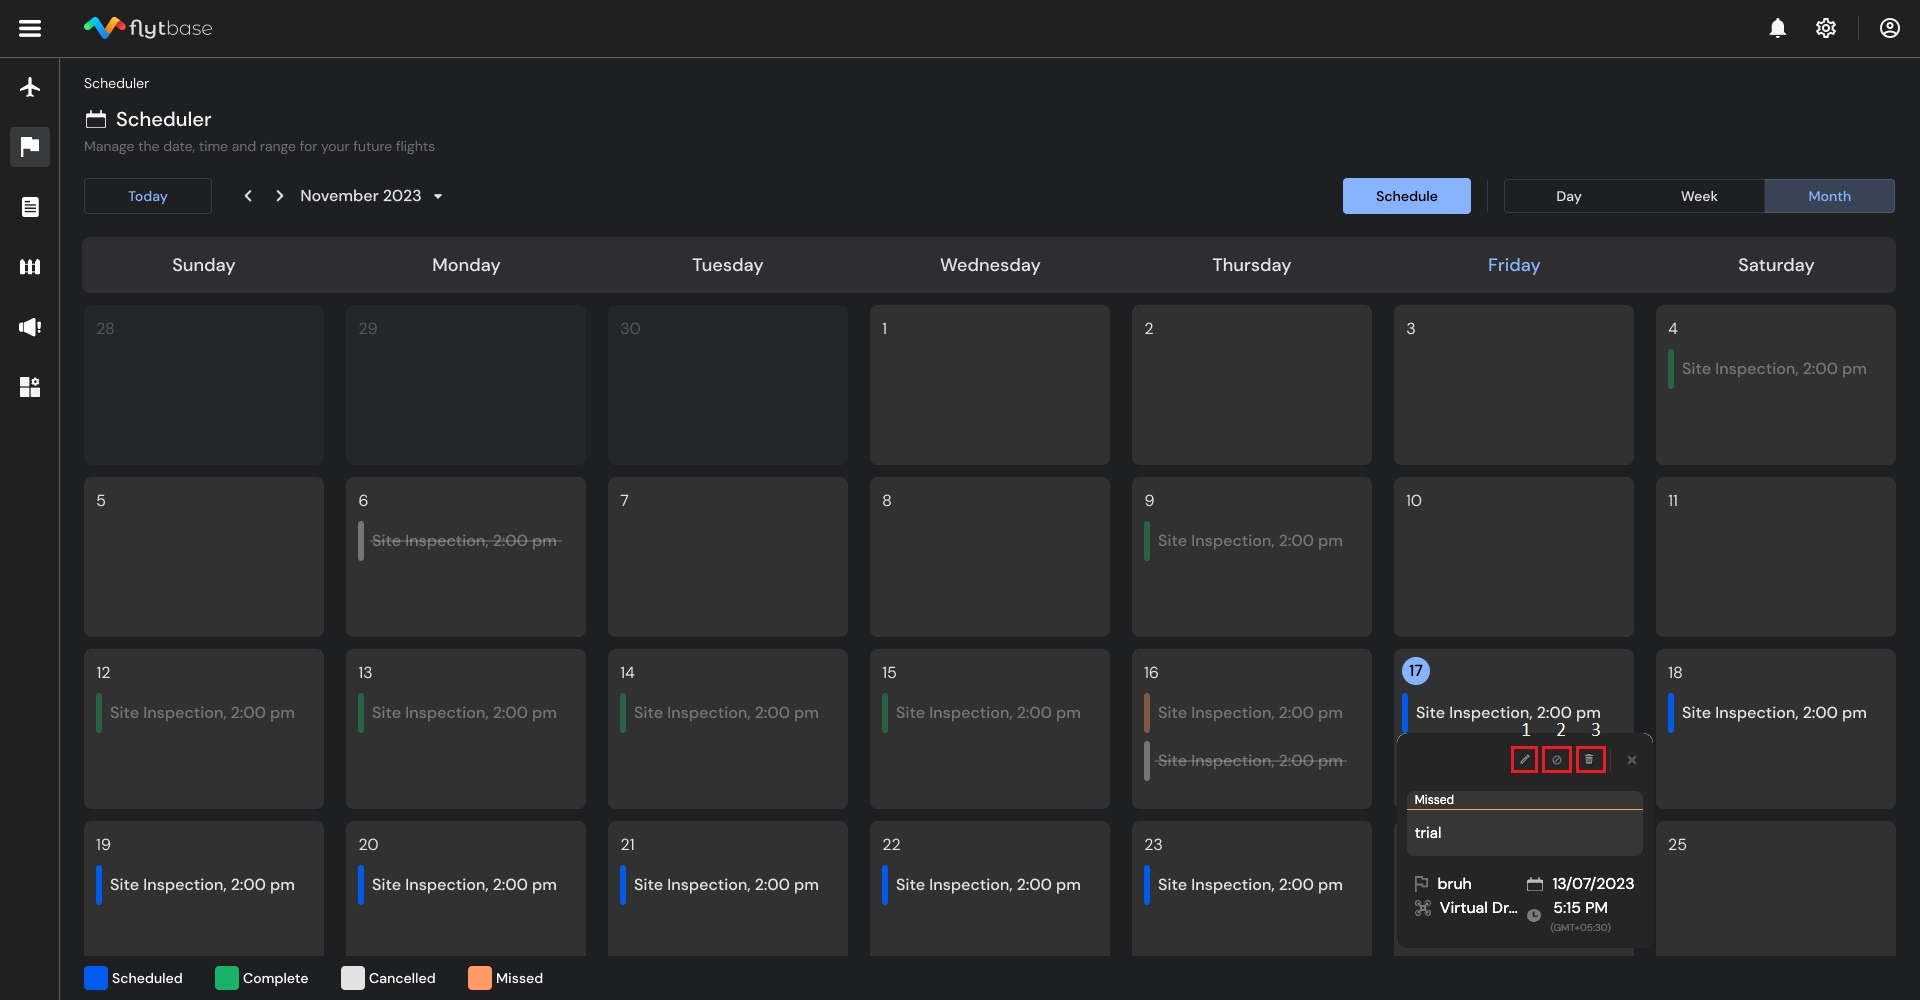 flytbase
Scheduler
Scheduler
Manage the date, time and range for your future flights
Today
November 2023
Schedule
Day
Week
Month
Sunday
Monday
Tuesday
Wednesday
Thursday
Friday
Saturday
28
29
30
1
2
3
4
Site Inspection, 2:00 pm
5
6
Site Inspection, 2:00 pm
7
8
9
Site Inspection, 2:00 pm
10
11
12
Site Inspection, 2:00 pm
13
Site Inspection, 2:00 pm
14
Site Inspection, 2:00 pm
15
Site Inspection, 2:00 pm
16
Site Inspection, 2:00 pm
Site Inspection, 2:00 pm
17
Site Inspection, 2:00 pm
1 2 3
Missed
trial
bruh
13/07/2023
Virtual Dr...
5:15 PM
(GMT+05:30)
18
Site Inspection, 2:00 pm
19
Site Inspection, 2:00 pm
20
Site Inspection, 2:00 pm
21
Site Inspection, 2:00 pm
22
Site Inspection, 2:00 pm
23
Site Inspection, 2:00 pm
25
Scheduled
Complete
Cancelled
Missed